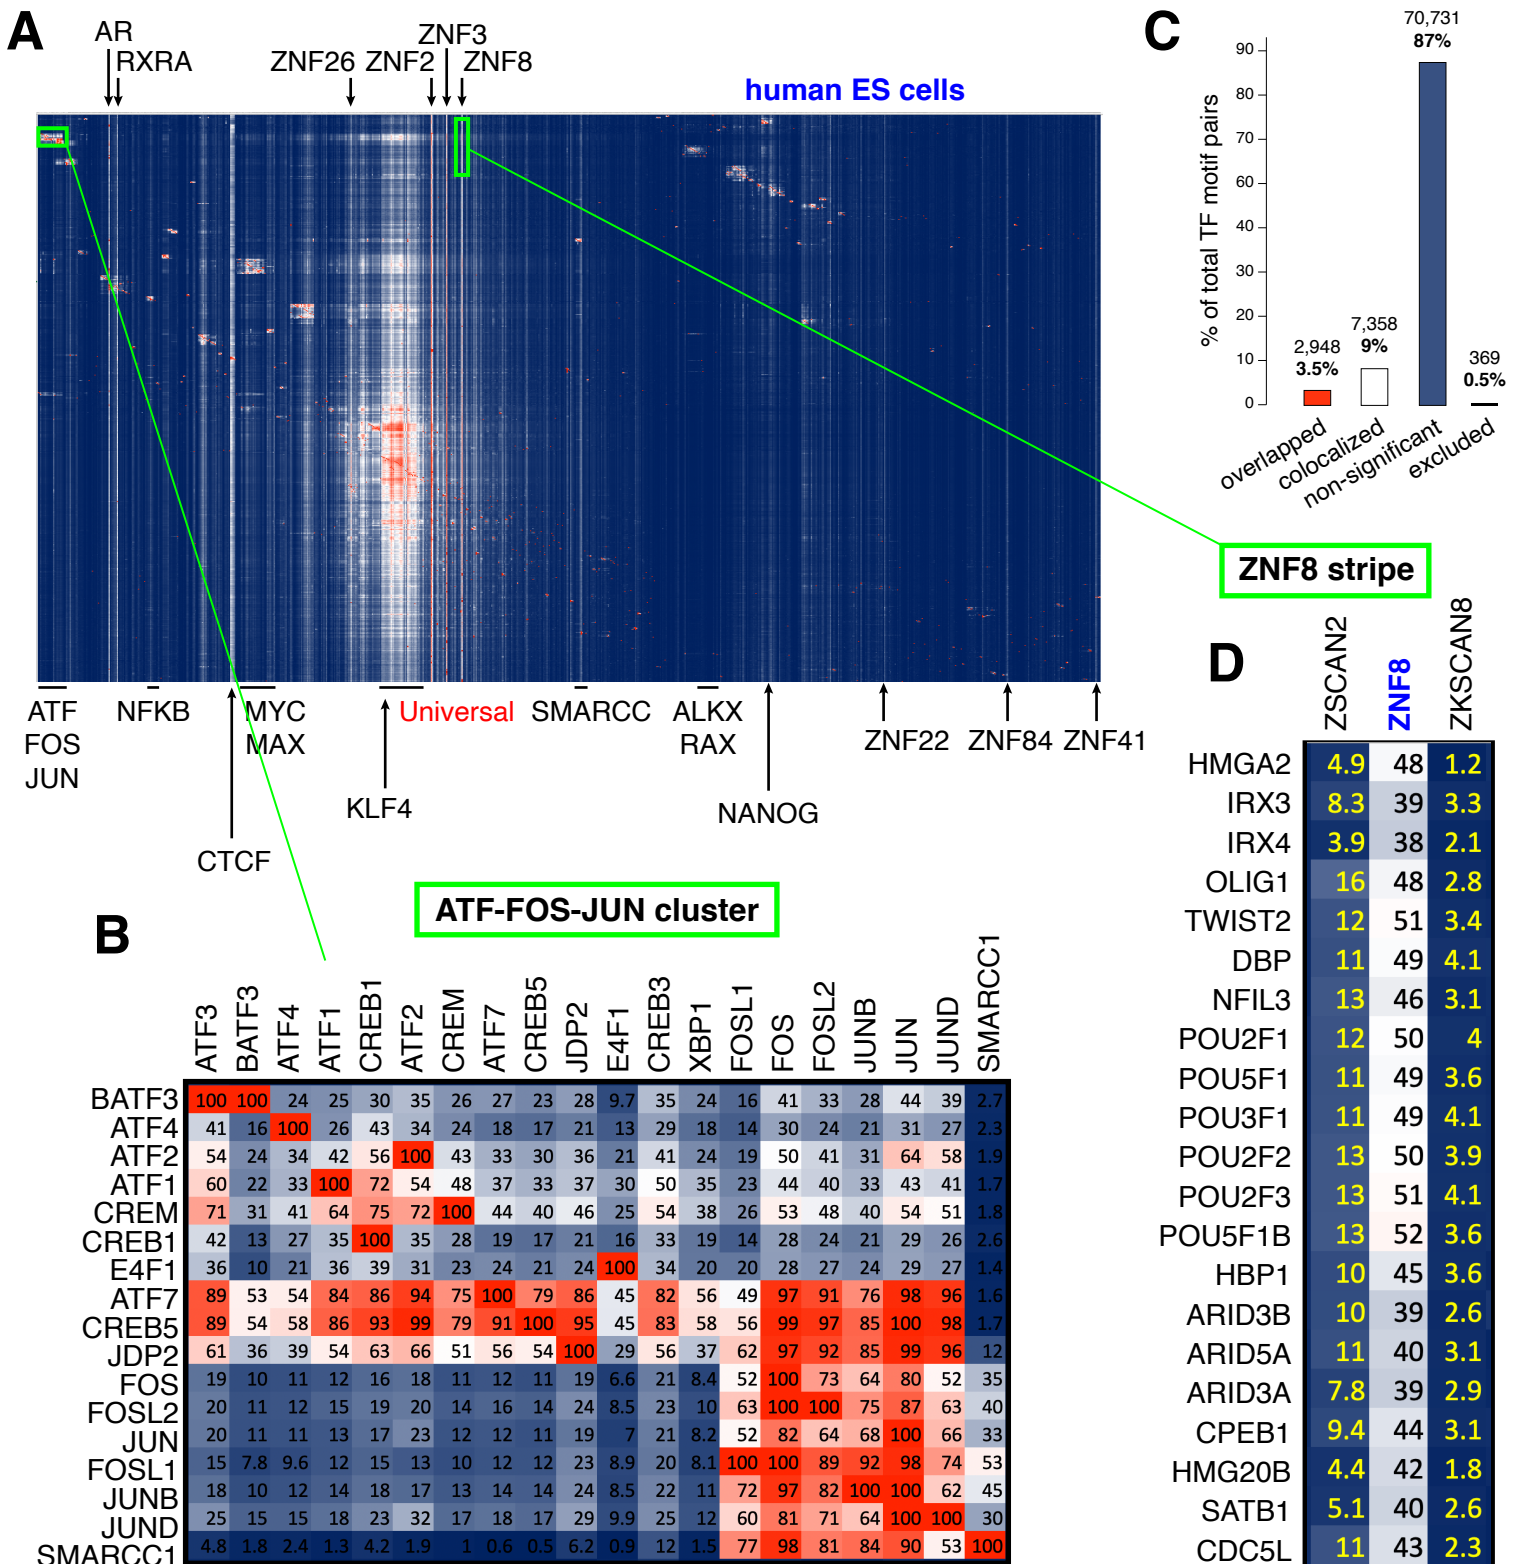 A
AR
RXRA
ZNF26 ZNF2
ZNF3
ZNF8
human ES cells
ATF
FOS
JUN
NFKB
CTCF
MYC
MAX
KLF4
Universal
SMARCC
ALKX
RAX
NANOG
ZNF22
ZNF84
ZNF41
C
% of total TF motif pairs
90
80
70
60
50
40
30
20
10
0
2,948
3.5%
7,358
9%
70,731
87%
369
0.5%
overlapped
colocalized
non-significant
excluded
ZNF8 stripe
B
ATF-FOS-JUN cluster
ATF3 BATF3 ATF4 ATF1 CREB1 ATF2 CREM ATF7 CREB5 JDP2 E4F1 CREB3 XBP1 FOSL1 FOS FOSL2 JUNB JUN JUND SMARCC1
BATF3 100 100 24 25 30 35 26 27 23 28 9.7 35 24 16 41 33 28 44 39 2.7
ATF4 41 16 100 26 43 34 24 18 17 21 13 29 18 14 30 24 21 31 27 2.3
ATF2 54 24 34 42 56 100 43 33 30 36 21 41 24 19 50 41 31 64 58 1.9
ATF1 60 22 33 100 72 54 48 37 33 37 30 50 35 23 44 40 33 43 41 1.7
CREM 71 31 41 64 75 72 100 44 40 46 25 54 38 26 53 48 40 54 51 1.8
CREB1 42 13 27 35 100 35 28 19 17 21 16 33 19 14 28 24 21 29 26 2.6
E4F1 36 10 21 36 39 31 23 24 21 24 100 34 20 20 28 27 24 29 27 1.4
ATF7 89 53 54 84 86 94 75 100 79 86 45 82 56 49 97 91 76 98 96 1.6
CREB5 89 54 58 86 93 99 79 91 100 95 45 83 58 56 99 97 85 100 98 1.7
JDP2 61 36 39 54 63 66 51 56 54 100 29 56 37 62 97 92 85 99 96 12
FOS 19 10 11 12 16 18 11 12 11 19 6.6 21 8.4 52 100 73 64 80 52 35
FOSL2 20 11 12 15 19 20 14 16 14 24 8.5 23 10 63 100 100 75 87 63 40
JUN 20 11 11 13 17 23 12 12 11 19 7 21 8.2 52 82 64 68 100 66 33
FOSL1 15 7.8 9.6 12 15 13 10 12 12 23 8.9 20 8.1 100 100 89 92 98 74 53
JUNB 18 10 12 14 18 17 13 14 14 24 8.5 22 11 72 97 82 100 100 62 45
JUND 25 15 15 18 23 32 17 18 17 29 9.9 25 12 60 81 71 64 100 100 30
SMARCC1 4.8 1.8 2.4 1.3 4.2 1.9 1 0.6 0.5 6.2 0.9 12 1.5 77 98 81 84 90 53 100
D
ZSCAN2 ZNF8 ZKSCAN8
HMGA2 4.9 48 1.2
IRX3 8.3 39 3.3
IRX4 3.9 38 2.1
OLIG1 16 48 2.8
TWIST2 12 51 3.4
DBP 11 49 4.1
NFIL3 13 46 3.1
POU2F1 12 50 4
POU5F1 11 49 3.6
POU3F1 11 49 4.1
POU2F2 13 50 3.9
POU2F3 13 51 4.1
POU5F1B 13 52 3.6
HBP1 10 45 3.6
ARID3B 10 39 2.6
ARID5A 11 40 3.1
ARID3A 7.8 39 2.9
CPEB1 9.4 44 3.1
HMG20B 4.4 42 1.8
SATB1 5.1 40 2.6
CDC5L 11 43 2.3